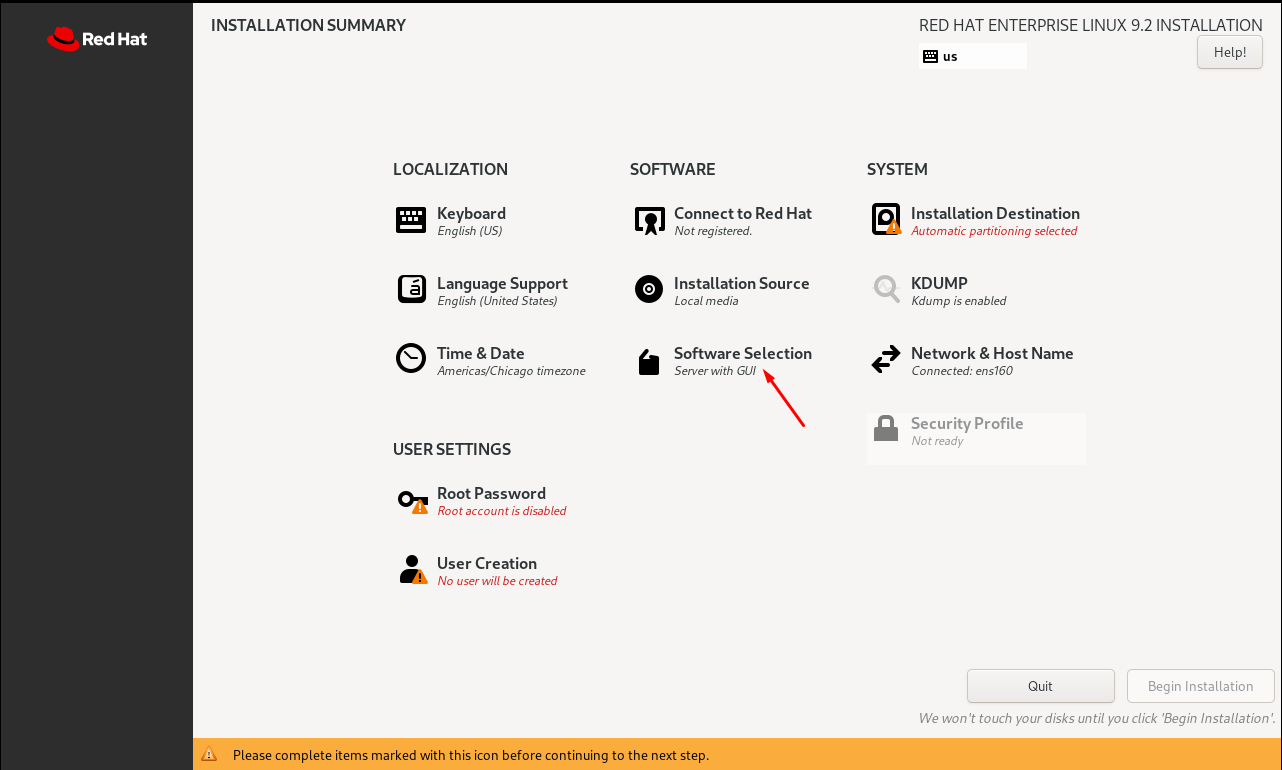 Red Hat
INSTALLATION SUMMARY
RED HAT ENTERPRISE LINUX 9.2 INSTALLATION
us
Help!
LOCALIZATION
Keyboard
English (US)
Language Support
English (United States)
Time & Date
Americas/Chicago timezone
USER SETTINGS
Root Password
Root account is disabled
User Creation
No user will be created
SOFTWARE
Connect to Red Hat
Not registered.
Installation Source
Local media
Software Selection
Server with GUI
SYSTEM
Installation Destination
Automatic partitioning selected
KDUMP
Kdump is enabled
Network & Host Name
Connected: ens160
Security Profile
Not ready
Quit
Begin Installation
We won't touch your disks until you click 'Begin Installation'.
Please complete items marked with this icon before continuing to the next step.